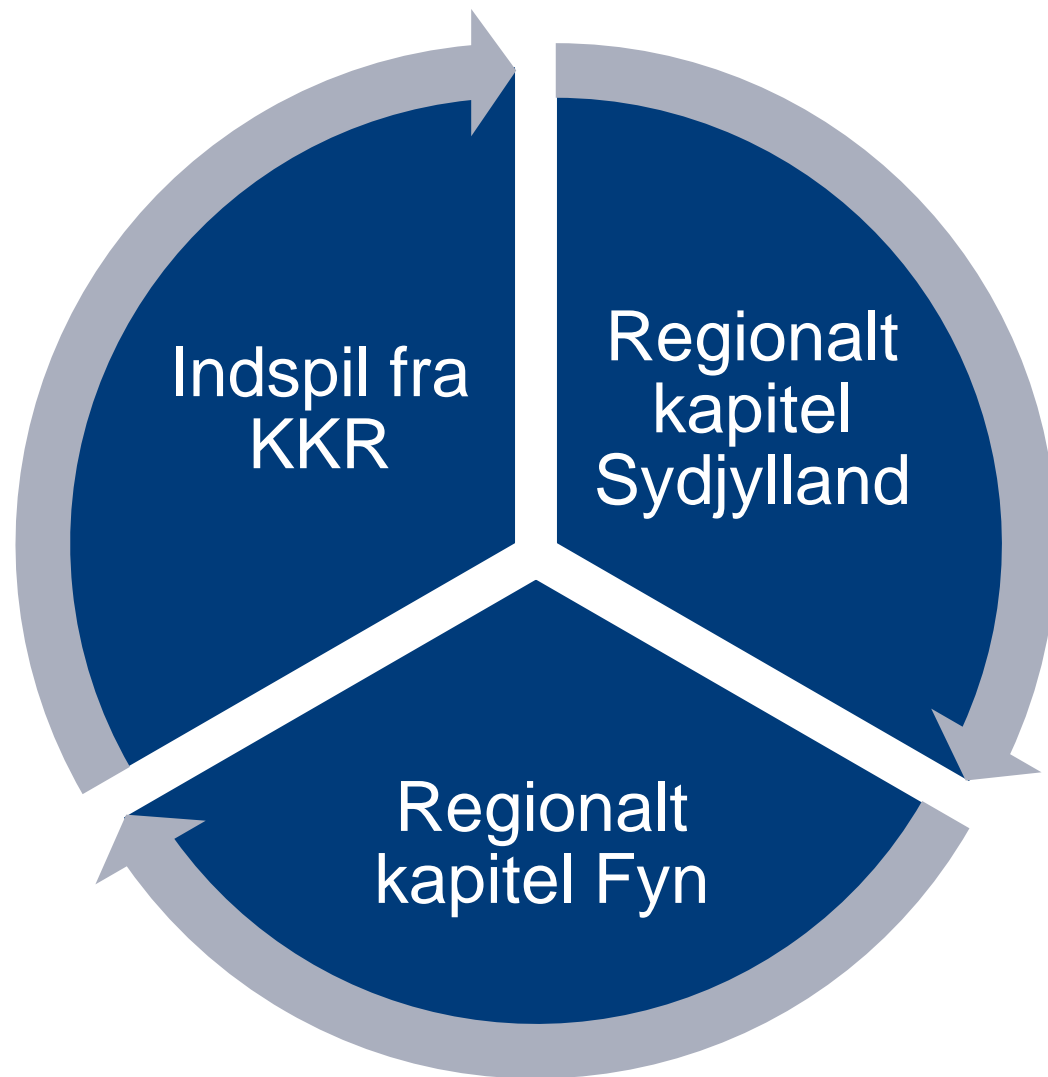 Indspil fra
KKR
Regionalt
kapitel
Sydjylland
Regionalt
kapitel Fyn